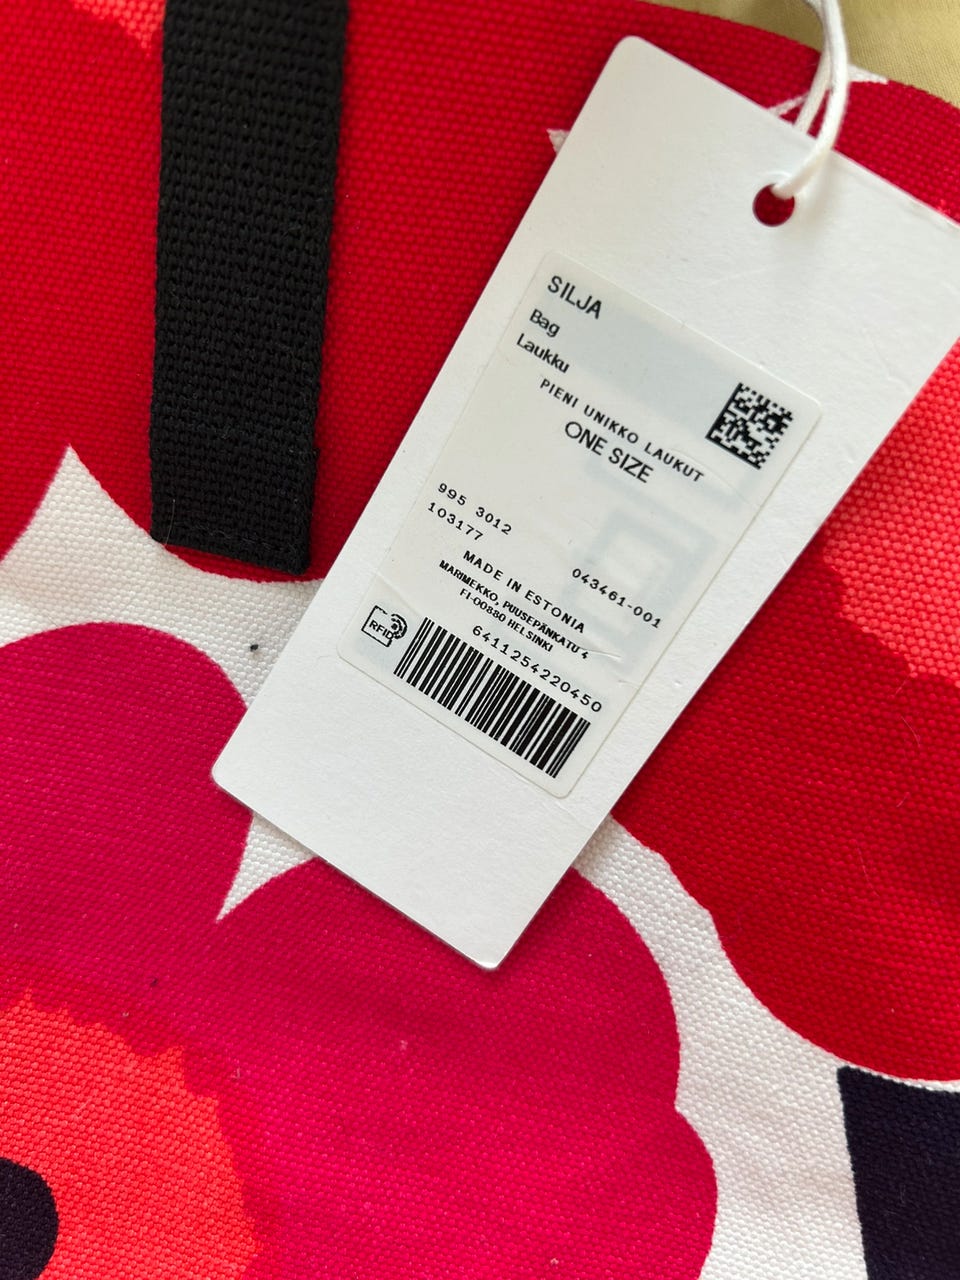 SILJA
Bag
Laukku
PIENI UNIKKO LAUKUT
ONE SIZE
995 3012
103177
043461-001
MADE IN ESTONIA
MARIMEKKO, PUUSEPÄNKATU 4
FI-00880 HELSINKI
RFID
6411254220450